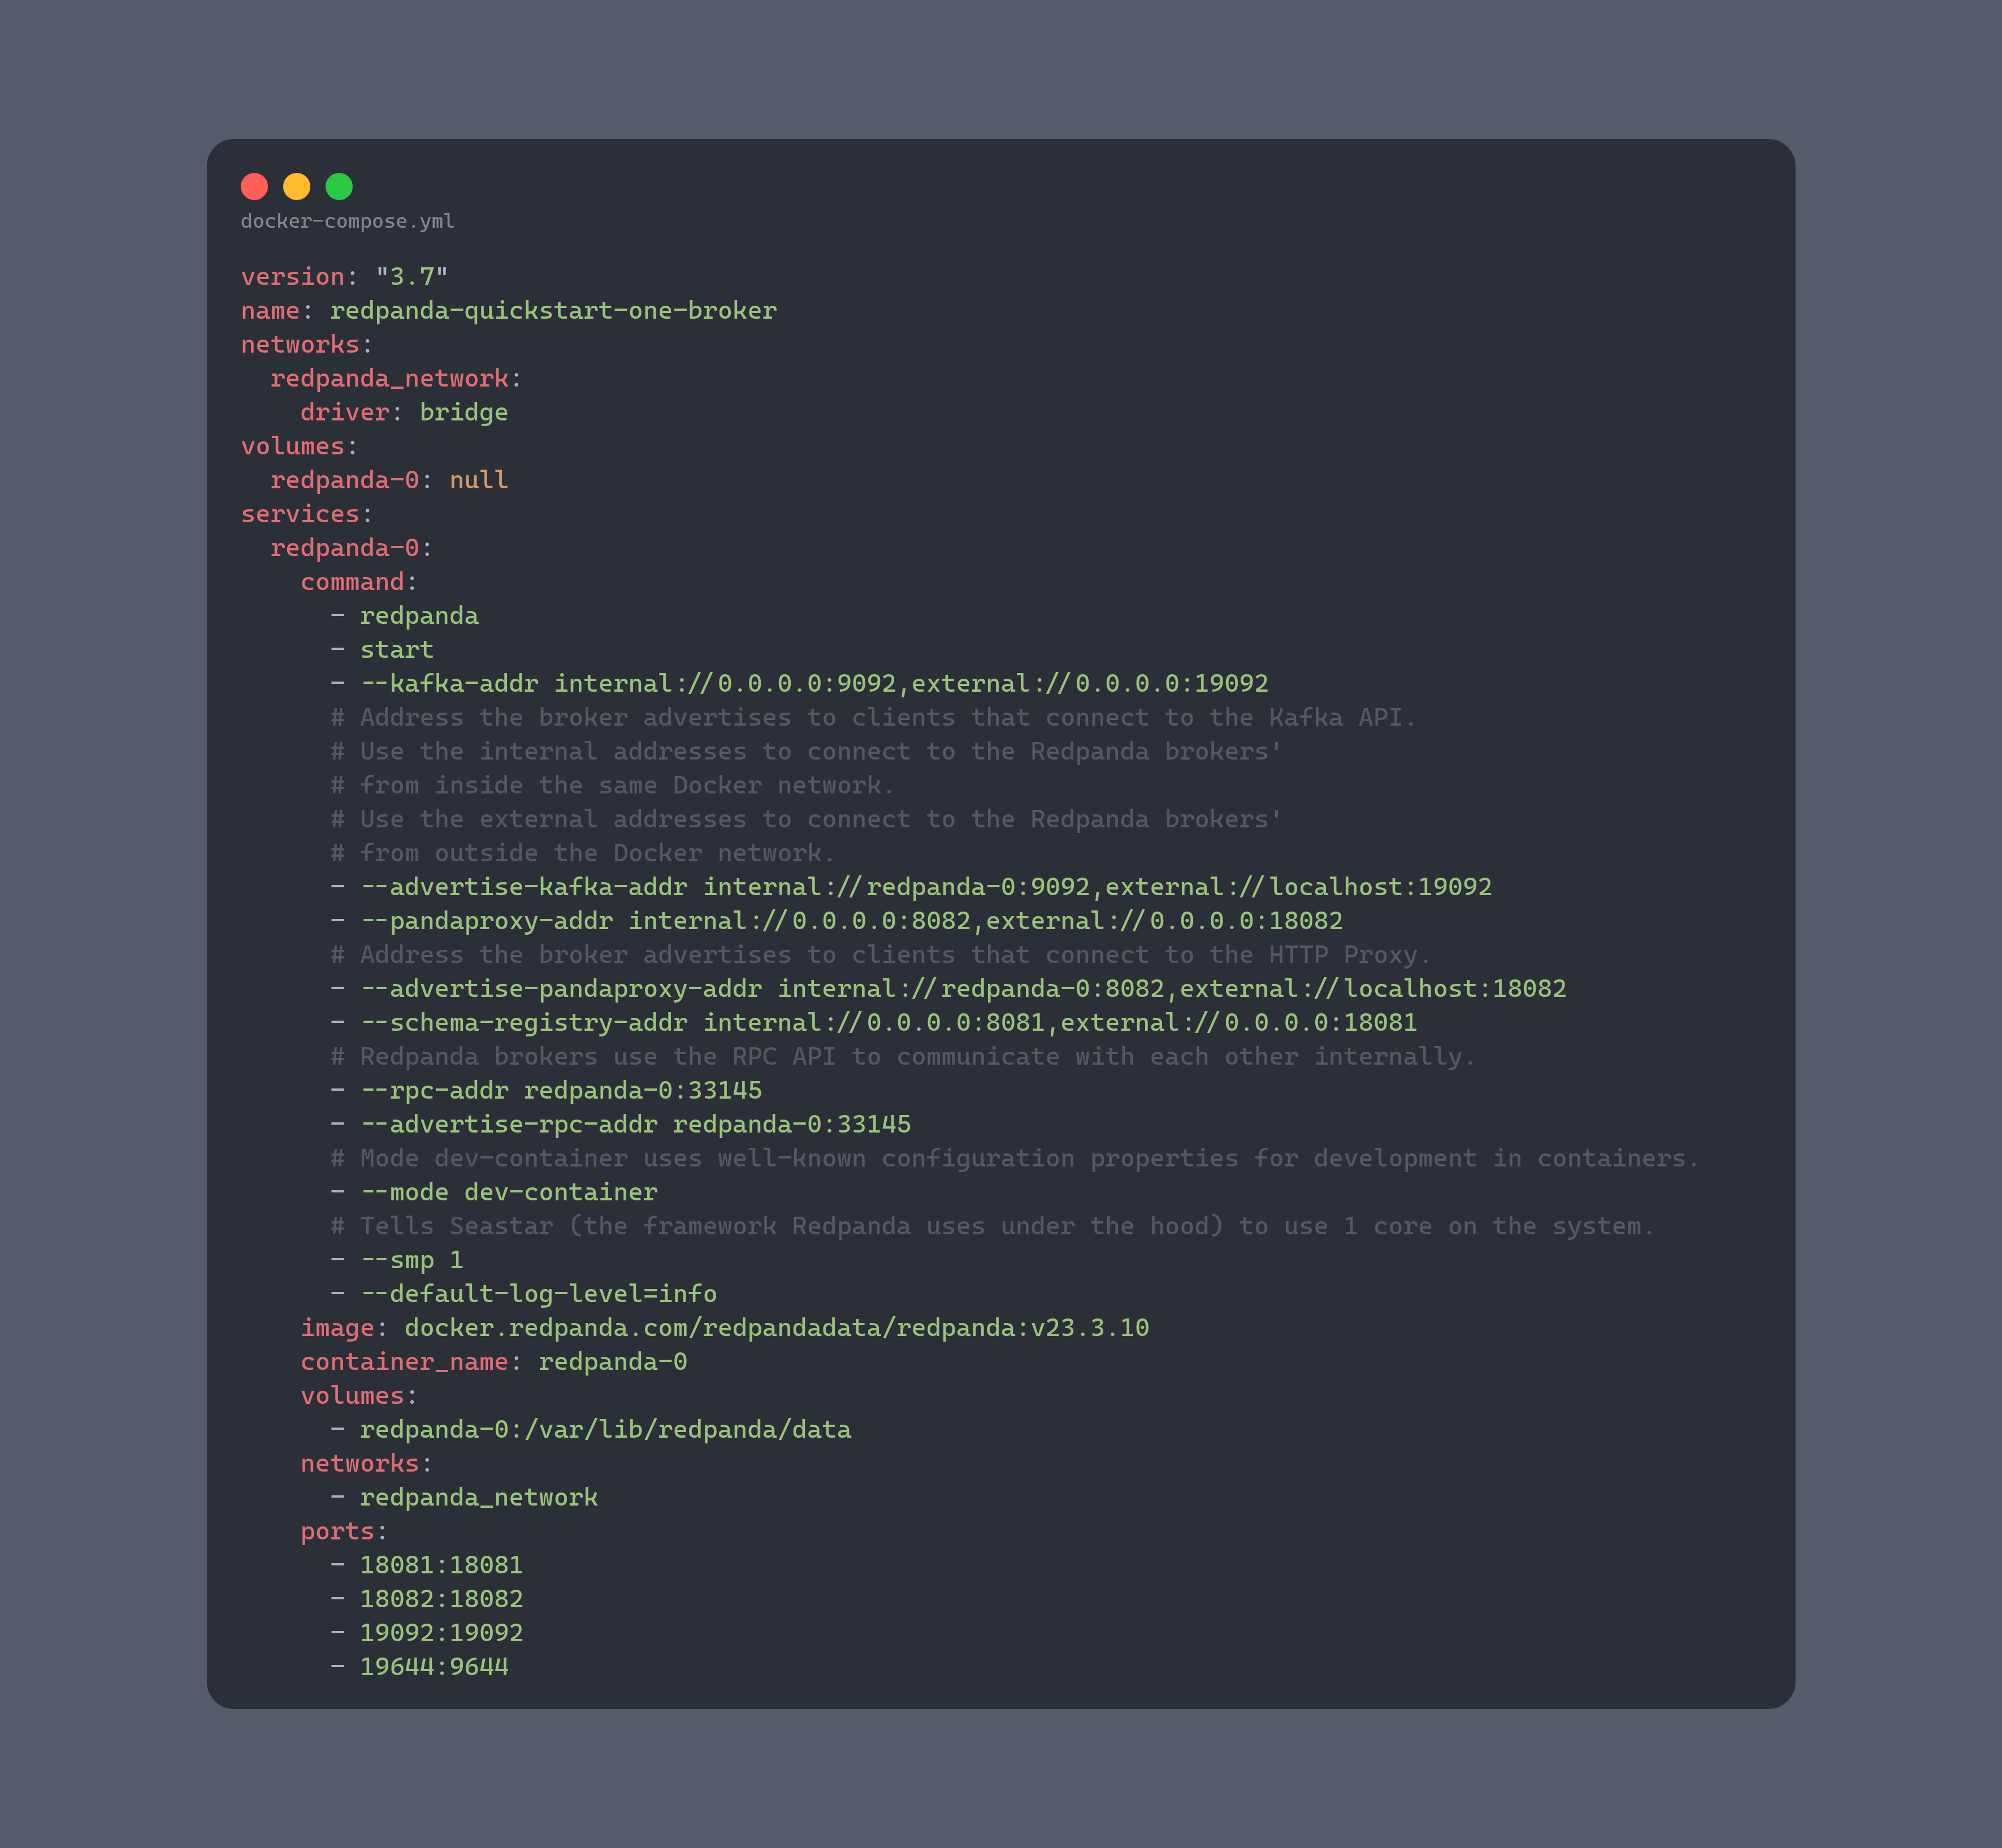 docker-compose.yml
version: "3.7"
name: redpanda-quickstart-one-broker
networks:
  redpanda_network:
    driver: bridge
volumes:
  redpanda-0: null
services:
  redpanda-0:
    command:
      - redpanda
      - start
      - --kafka-addr internal://0.0.0.0:9092,external://0.0.0.0:19092
      # Address the broker advertises to clients that connect to the Kafka API.
      # Use the internal addresses to connect to the Redpanda brokers'
      # from inside the same Docker network.
      # Use the external addresses to connect to the Redpanda brokers'
      # from outside the Docker network.
      - --advertise-kafka-addr internal://redpanda-0:9092,external://localhost:19092
      - --pandaproxy-addr internal://0.0.0.0:8082,external://0.0.0.0:18082
      # Address the broker advertises to clients that connect to the HTTP Proxy.
      - --advertise-pandaproxy-addr internal://redpanda-0:8082,external://localhost:18082
      - --schema-registry-addr internal://0.0.0.0:8081,external://0.0.0.0:18081
      # Redpanda brokers use the RPC API to communicate with each other internally.
      - --rpc-addr redpanda-0:33145
      - --advertise-rpc-addr redpanda-0:33145
      # Mode dev-container uses well-known configuration properties for development in containers.
      - --mode dev-container
      # Tells Seastar (the framework Redpanda uses under the hood) to use 1 core on the system.
      - --smp 1
      - --default-log-level=info
    image: docker.redpanda.com/redpandadata/redpanda:v23.3.10
    container_name: redpanda-0
    volumes:
      - redpanda-0:/var/lib/redpanda/data
    networks:
      - redpanda_network
    ports:
      - 18081:18081
      - 18082:18082
      - 19092:19092
      - 19644:9644